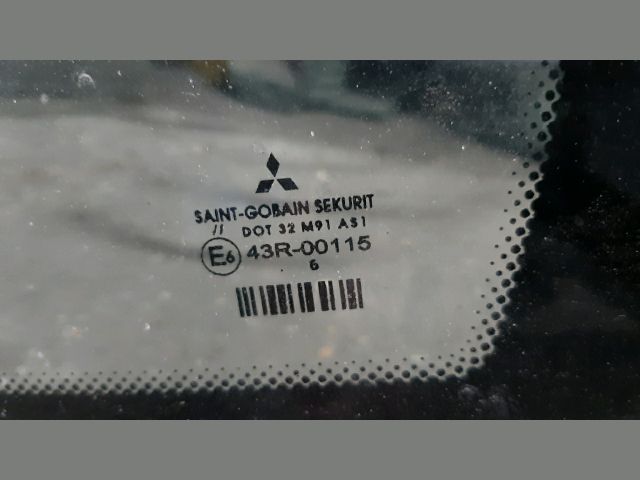 SAINT-GOBAIN SEKURIT
// DOT 32 M91 AS1
E6 43R-00115
6